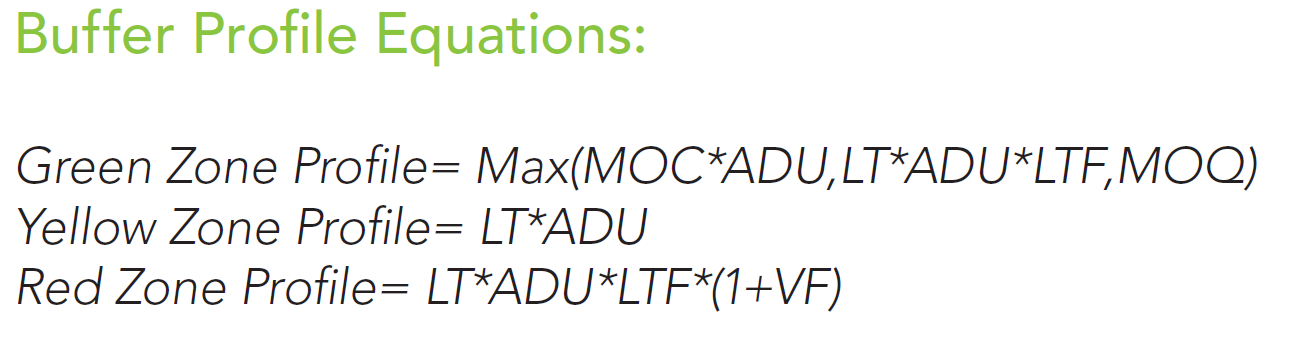 Buffer Profile Equations:
Green Zone Profile= Max(MOC*ADU,LT*ADU*LTF,MOQ)
Yellow Zone Profile= LT*ADU
Red Zone Profile= LT*ADU*LTF*(1+VF)